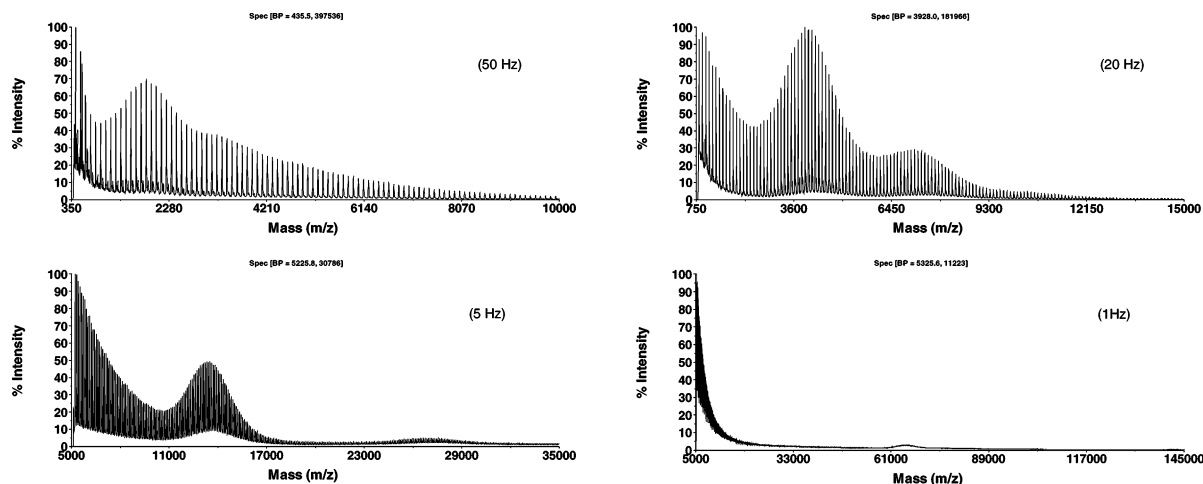 Spec [BP = 435.5, 397536]
100
90
80
70
60
50
40
30
20
10
0
% Intensity
(50 Hz)
350 2280 4210 6140 8070 10000
Mass (m/z)
Spec [BP = 3928.0, 181966]
100
90
80
70
60
50
40
30
20
10
0
% Intensity
(20 Hz)
750 3600 6450 9300 12150 15000
Mass (m/z)
Spec [BP = 5225.8, 30786]
100
90
80
70
60
50
40
30
20
10
0
% Intensity
(5 Hz)
5000 11000 17000 23000 29000 35000
Mass (m/z)
Spec [BP = 5325.6, 11223]
100
90
80
70
60
50
40
30
20
10
0
% Intensity
(1Hz)
5000 33000 61000 89000 117000 145000
Mass (m/z)